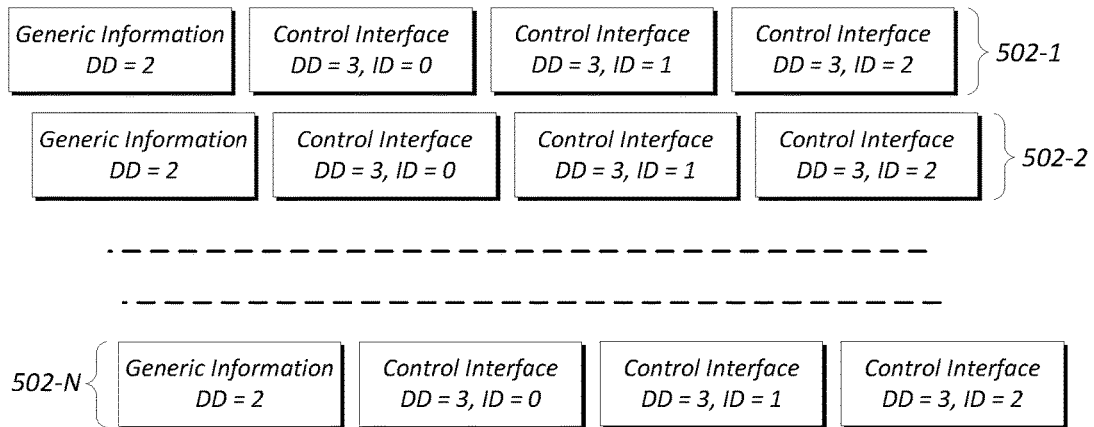 Generic Information
DD = 2
Control Interface
DD = 3, ID = 0
Control Interface
DD = 3, ID = 1
Control Interface
DD = 3, ID = 2
502-1
Generic Information
DD = 2
Control Interface
DD = 3, ID = 0
Control Interface
DD = 3, ID = 1
Control Interface
DD = 3, ID = 2
502-2
502-N
Generic Information
DD = 2
Control Interface
DD = 3, ID = 0
Control Interface
DD = 3, ID = 1
Control Interface
DD = 3, ID = 2